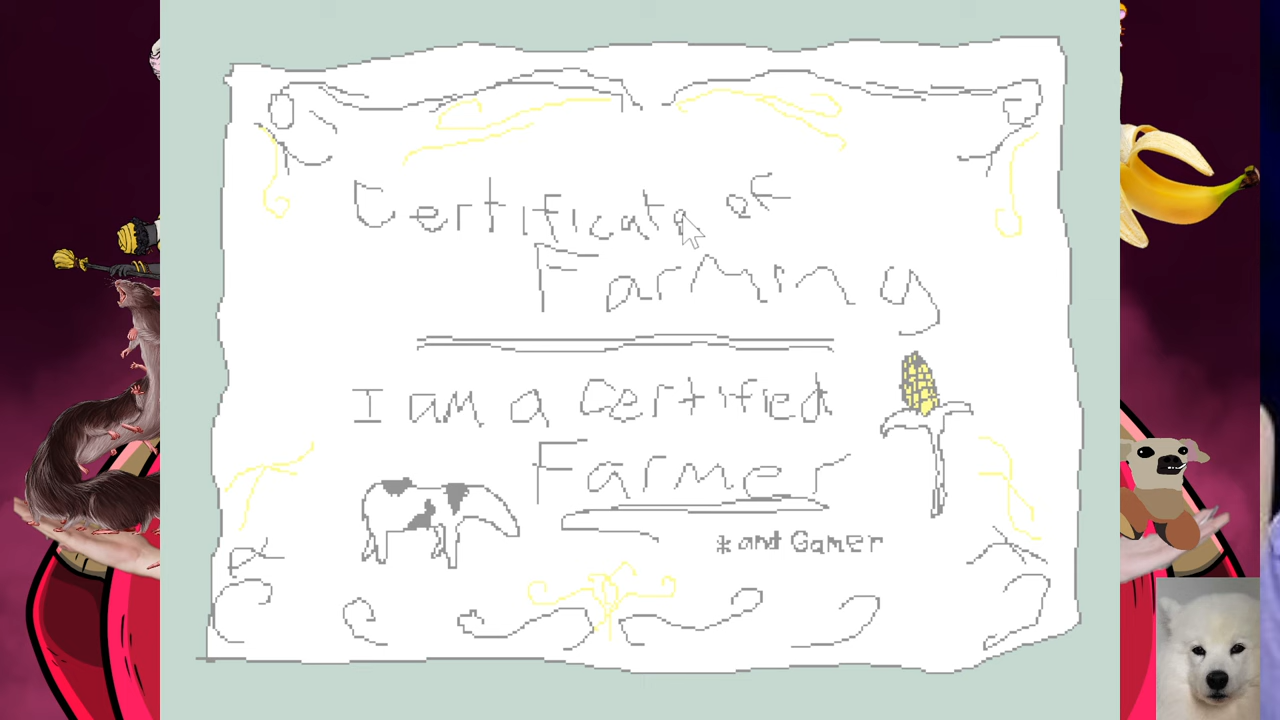 Certificate of
Farming
I am a Certified
Farmer
*and Gamer